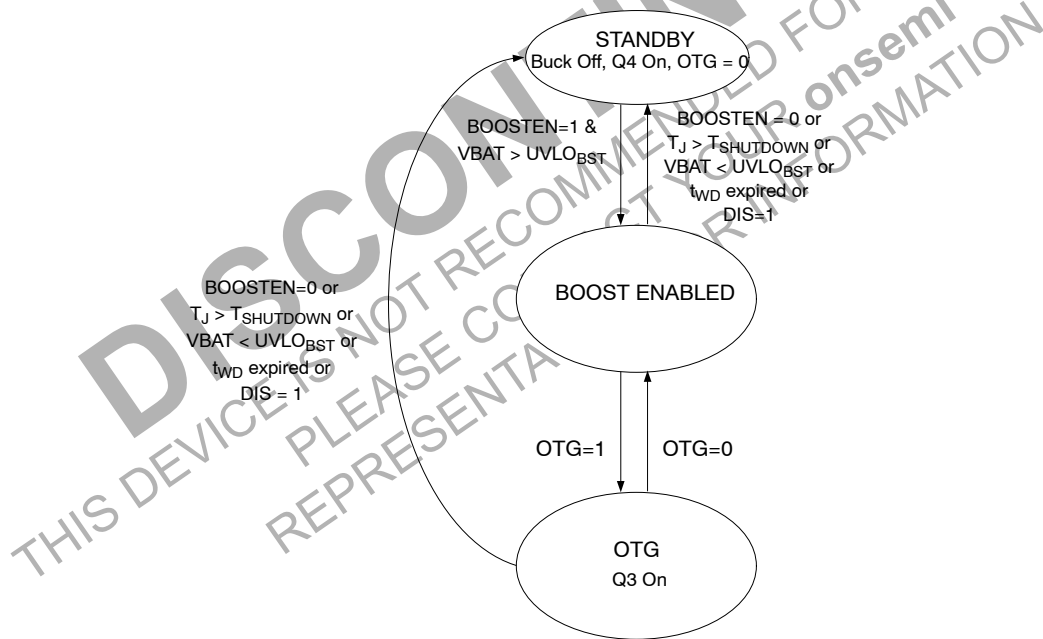 STANDBY
Buck Off, Q4 On, OTG = 0
BOOSTEN=1 &
VBAT > UVLOBST
BOOSTEN = 0 or
TJ > TSHUTDOWN or
VBAT < UVLOBST or
tWD expired or
DIS=1
BOOST ENABLED
BOOSTEN=0 or
TJ > TSHUTDOWN or
VBAT < UVLOBST or
tWD expired or
DIS = 1
OTG=1
OTG=0
OTG
Q3 On
DISCON
THIS DEVICE IS NOT RECOMMENDED FOR
PLEASE CONTACT YOUR onsemi
REPRESENTA R INFORMATION